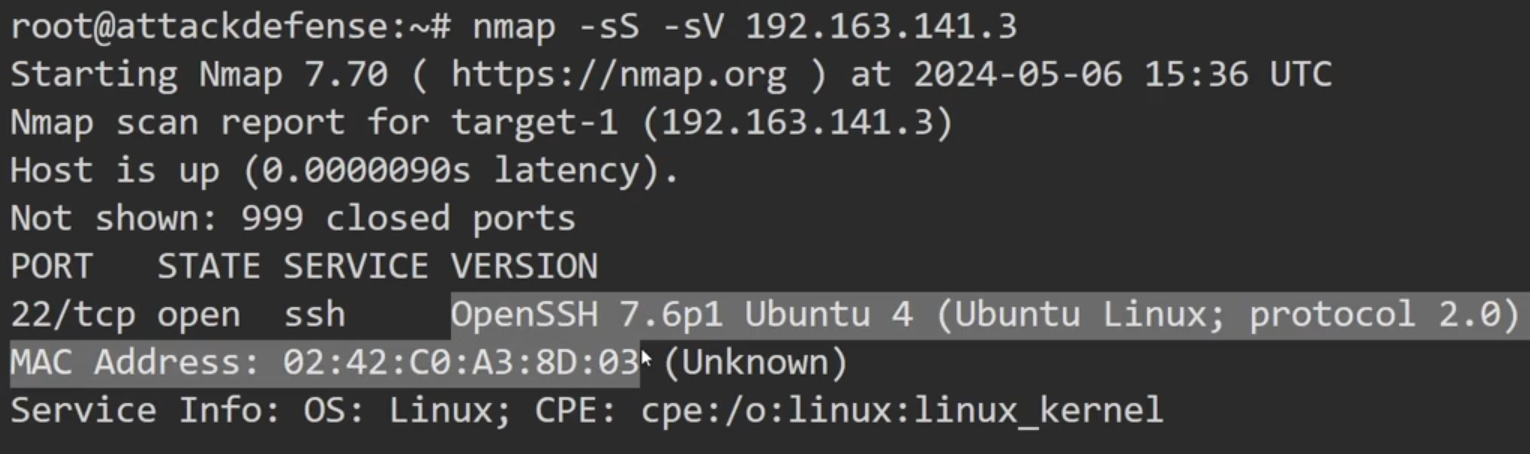 root@attackdefense:~# nmap -sS -sV 192.163.141.3
Starting Nmap 7.70 ( https://nmap.org ) at 2024-05-06 15:36 UTC
Nmap scan report for target-1 (192.163.141.3)
Host is up (0.0000090s latency).
Not shown: 999 closed ports
PORT   STATE SERVICE VERSION
22/tcp open  ssh     OpenSSH 7.6p1 Ubuntu 4 (Ubuntu Linux; protocol 2.0)
MAC Address: 02:42:C0:A3:8D:03 (Unknown)
Service Info: OS: Linux; CPE: cpe:/o:linux:linux_kernel